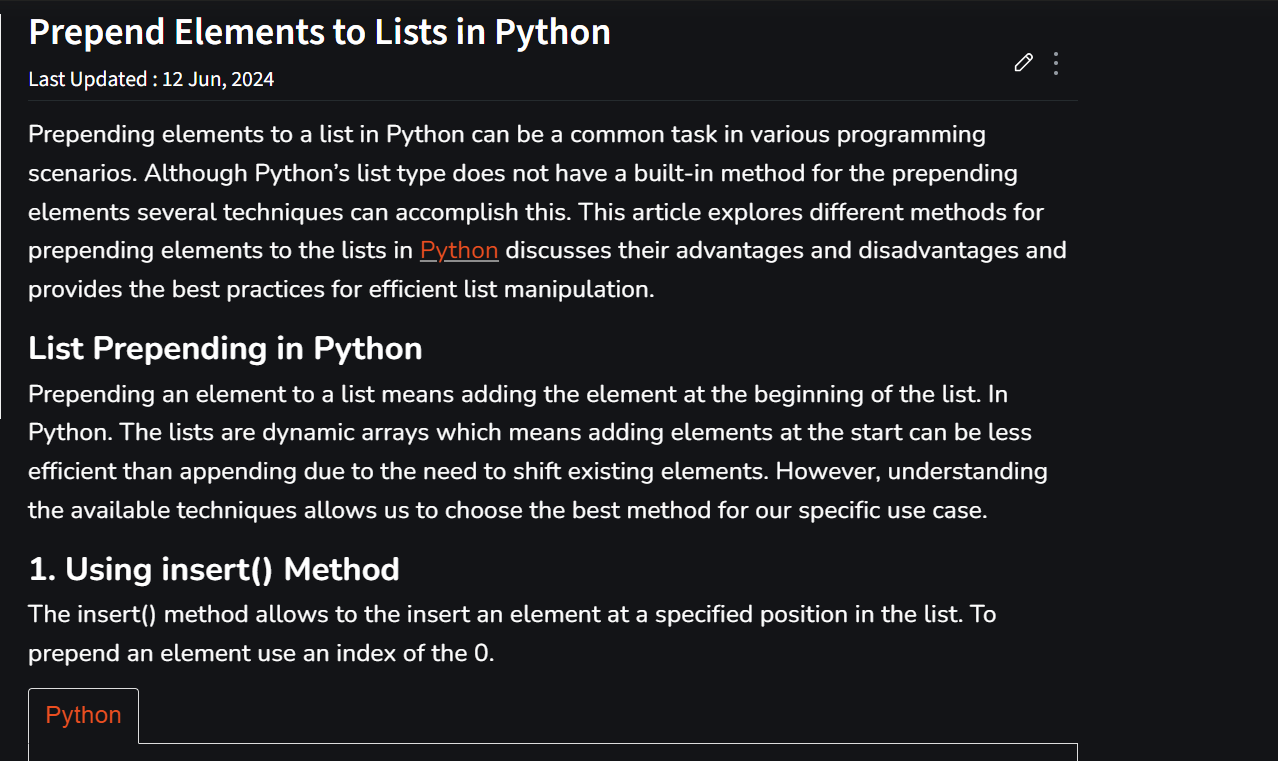 Prepend Elements to Lists in Python
Last Updated : 12 Jun, 2024
Prepending elements to a list in Python can be a common task in various programming
scenarios. Although Python’s list type does not have a built-in method for the prepending
elements several techniques can accomplish this. This article explores different methods for
prepending elements to the lists in Python discusses their advantages and disadvantages and
provides the best practices for efficient list manipulation.
List Prepending in Python
Prepending an element to a list means adding the element at the beginning of the list. In
Python. The lists are dynamic arrays which means adding elements at the start can be less
efficient than appending due to the need to shift existing elements. However, understanding
the available techniques allows us to choose the best method for our specific use case.
1. Using insert() Method
The insert() method allows to the insert an element at a specified position in the list. To
prepend an element use an index of the 0.
Python